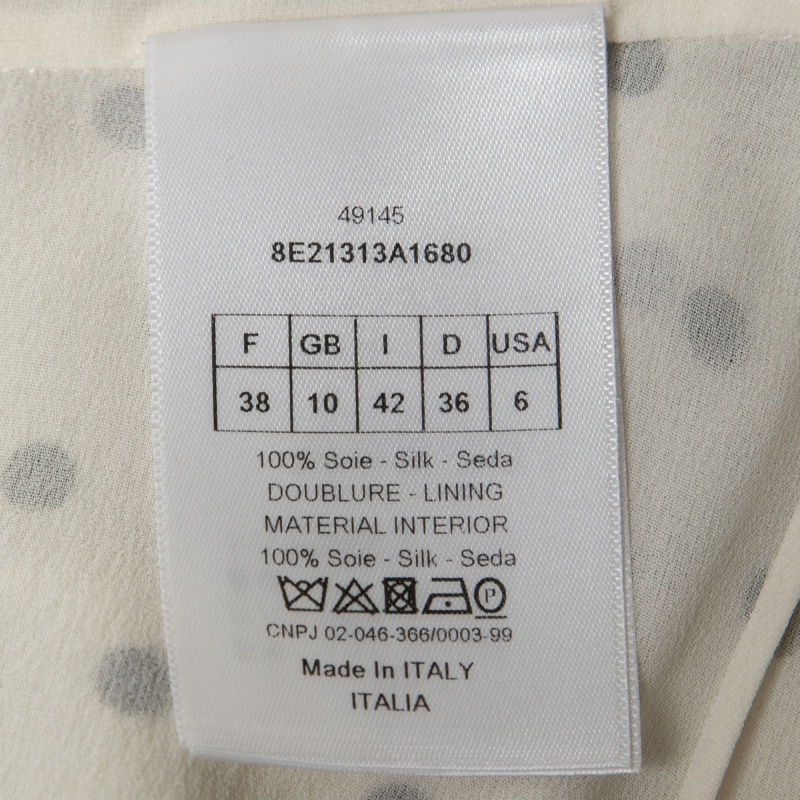 49145
8E21313A1680
F GB I D USA
38 10 42 36 6
100% Soie - Silk - Seda
DOUBLURE - LINING
MATERIAL INTERIOR
100% Soie - Silk - Seda
P
CNPJ 02-046-366/0003-99
Made In ITALY
ITALIA